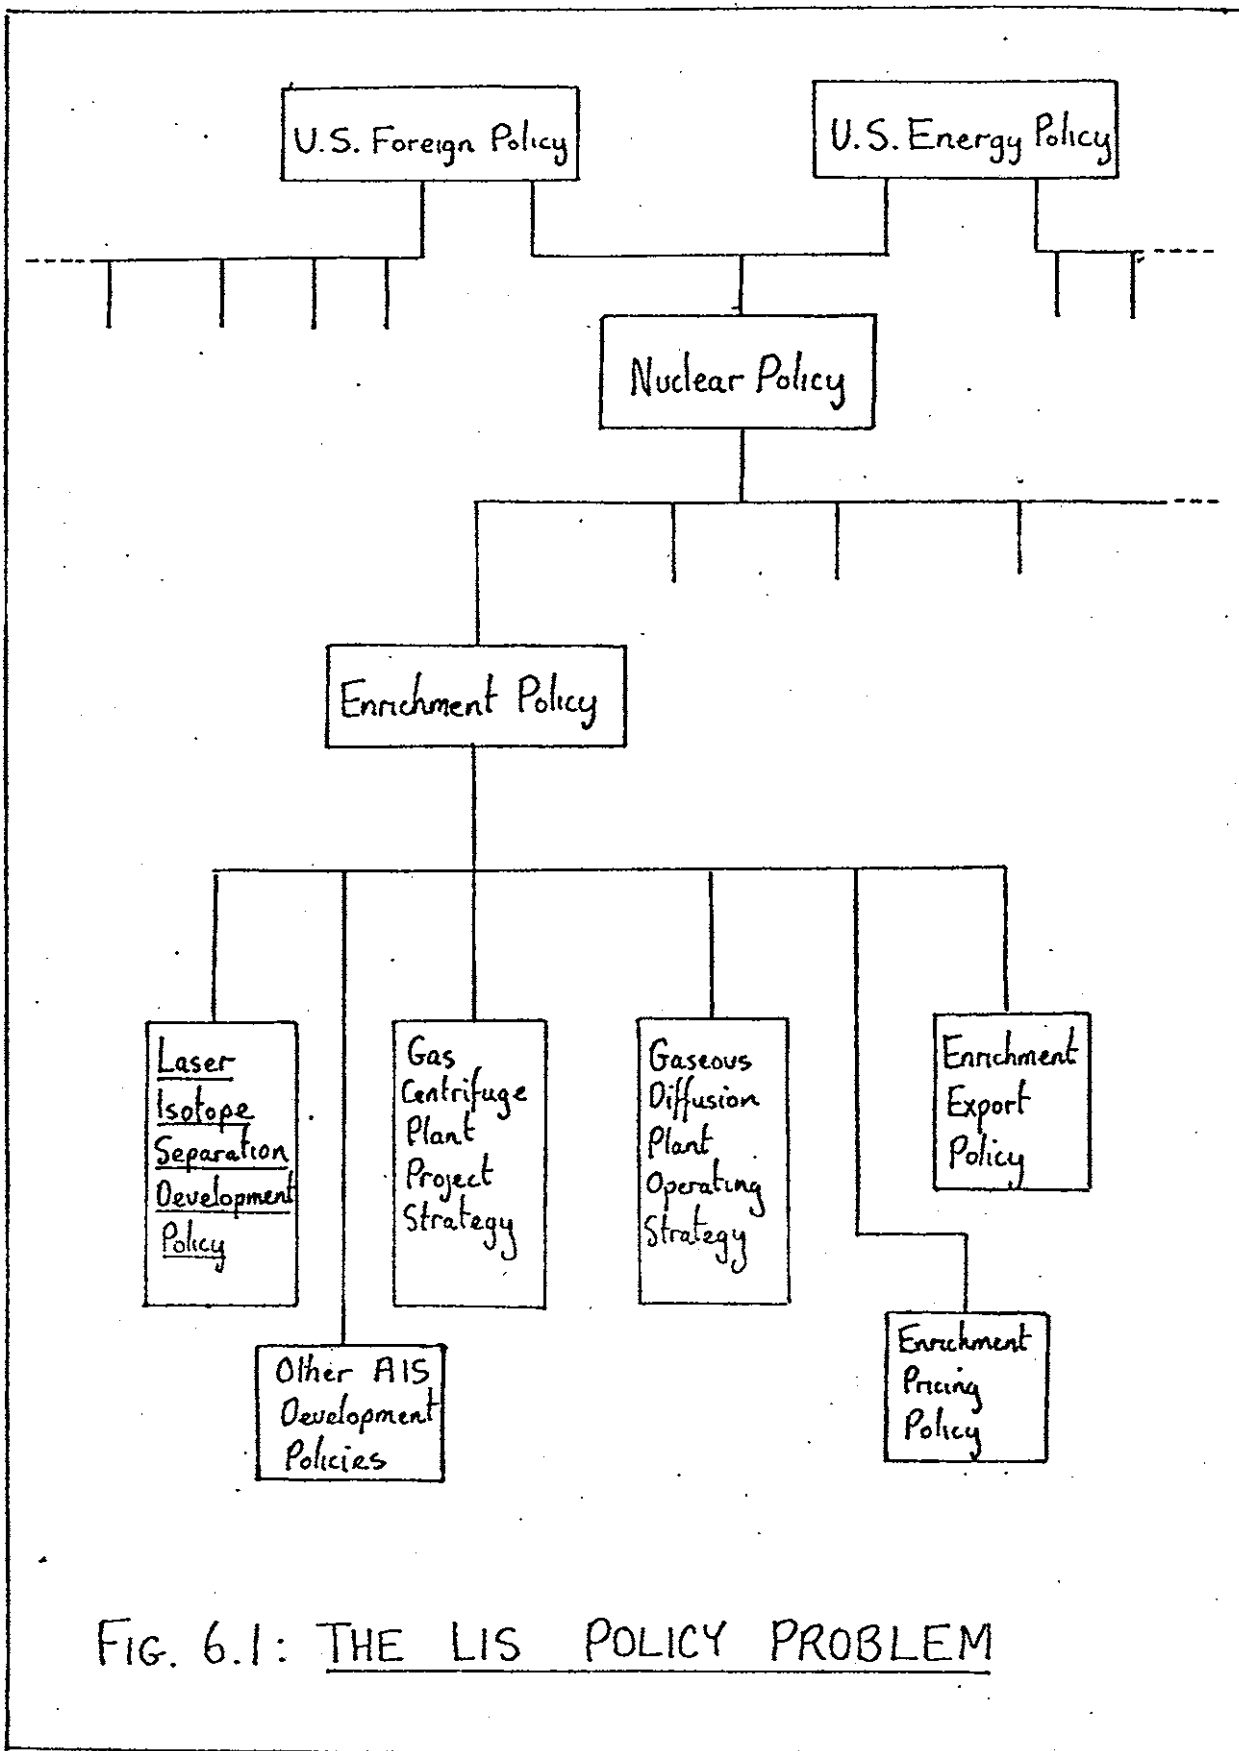 U.S. Foreign Policy
U.S. Energy Policy
Nuclear Policy
Enrichment Policy
Laser
Isotope
Separation
Development
Policy
Gas
Centrifuge
Plant
Project
Strategy
Gaseous
Diffusion
Plant
Operating
Strategy
Enrichment
Export
Policy
Other AIS
Development
Policies
Enrichment
Pricing
Policy
FIG. 6.1: THE LIS POLICY PROBLEM